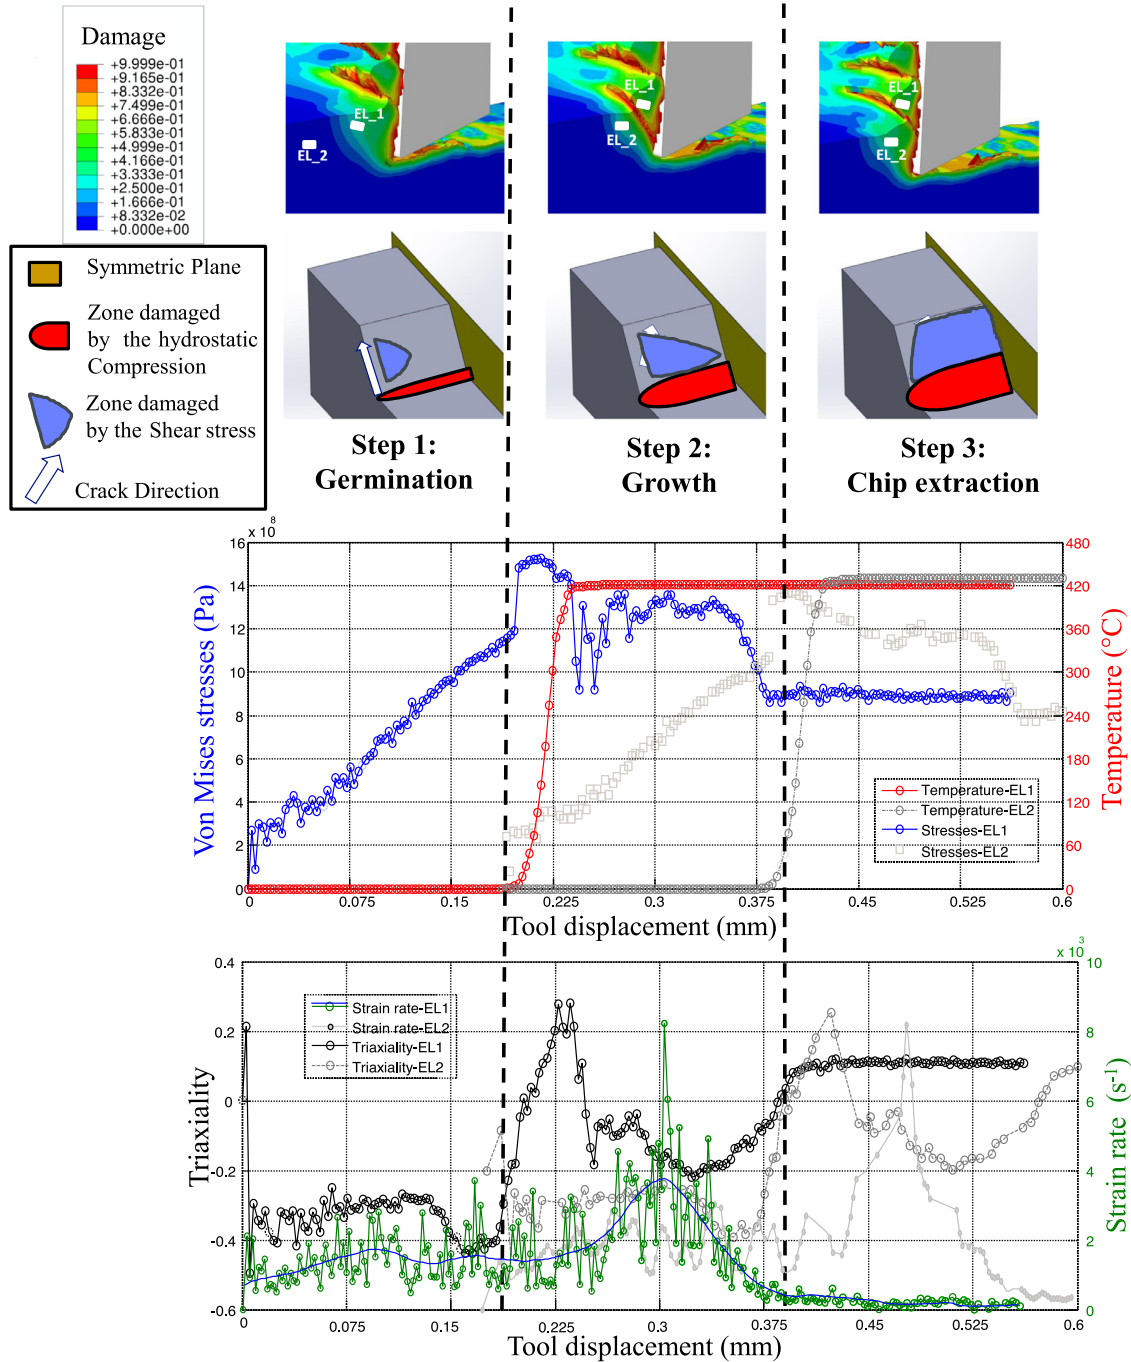 Damage
+9.999e-01
+9.165e-01
+8.332e-01
+7.499e-01
+6.666e-01
+5.833e-01
+4.999e-01
+4.166e-01
+3.333e-01
+2.500e-01
+1.666e-01
+8.332e-02
+0.000e+00
EL_1
EL_2
EL_1
EL_2
EL_1
EL_2
Symmetric Plane
Zone damaged
by the hydrostatic
Compression
Zone damaged
by the Shear stress
Crack Direction
Step 1:
Germination
Step 2:
Growth
Step 3:
Chip extraction
x 10^8
16
14
12
10
8
6
4
2
0
Von Mises stresses (Pa)
480
420
360
300
240
180
120
60
0
Temperature (°C)
Temperature-EL1
Temperature-EL2
Stresses-EL1
Stresses-EL2
0 0.075 0.15 0.225 0.3 0.375 0.45 0.525 0.6
Tool displacement (mm)
x 10^3
0.4
0.2
0
-0.2
-0.4
-0.6
Triaxiality
Strain rate-EL1
Strain rate-EL2
Triaxiality-EL1
Triaxiality-EL2
10
8
6
4
2
0
Strain rate (s⁻¹)
0 0.075 0.15 0.225 0.3 0.375 0.45 0.525 0.6
Tool displacement (mm)